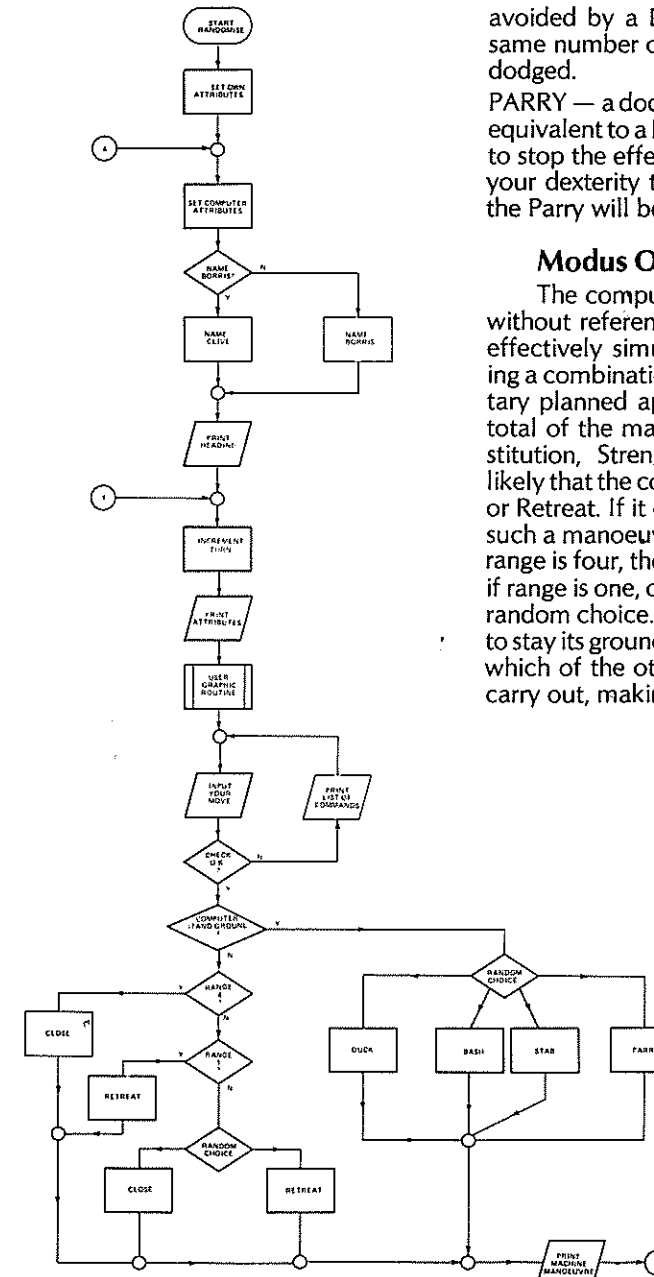 START
RANDOMISE
SET OWN
ATTRIBUTES
SET COMPUTER
ATTRIBUTES
NAME
BORRIS?
N
Y
NAME
CLIVE
NAME
BORRIS
PRINT
HEADING
INCREMENT
TURN
PRINT
ATTRIBUTES
USER
GRAPHIC
ROUTINE
INPUT
YOUR
MOVE
PRINT
LIST OF
COMMANDS
CHECK
O.K.
?
N
Y
COMPUTER
STAND GROUND
Y
N
RANGE
4
Y
N
CLOSE
RANGE
Y
N
RETREAT
RANDOM
CHOICE
CLOSE
RETREAT
RANDOM
CHOICE
DUCK
BASH
STAB
PARR
PRINT
MACHINE
MANOEUVRE
avoided by a
same number
dodged.
PARRY — a
equivalent to a
to stop the effe
your dexterity t
the Parry will be
Modus O
The compu
without referen
effectively simu
ing a combinati
tary planned ap
total of the ma
stitution, Stren
likely that the co
or Retreat. If it
such a manoeuv
range is four, the
if range is one, o
random choice.
to stay its ground
which of the ot
carry out, makin